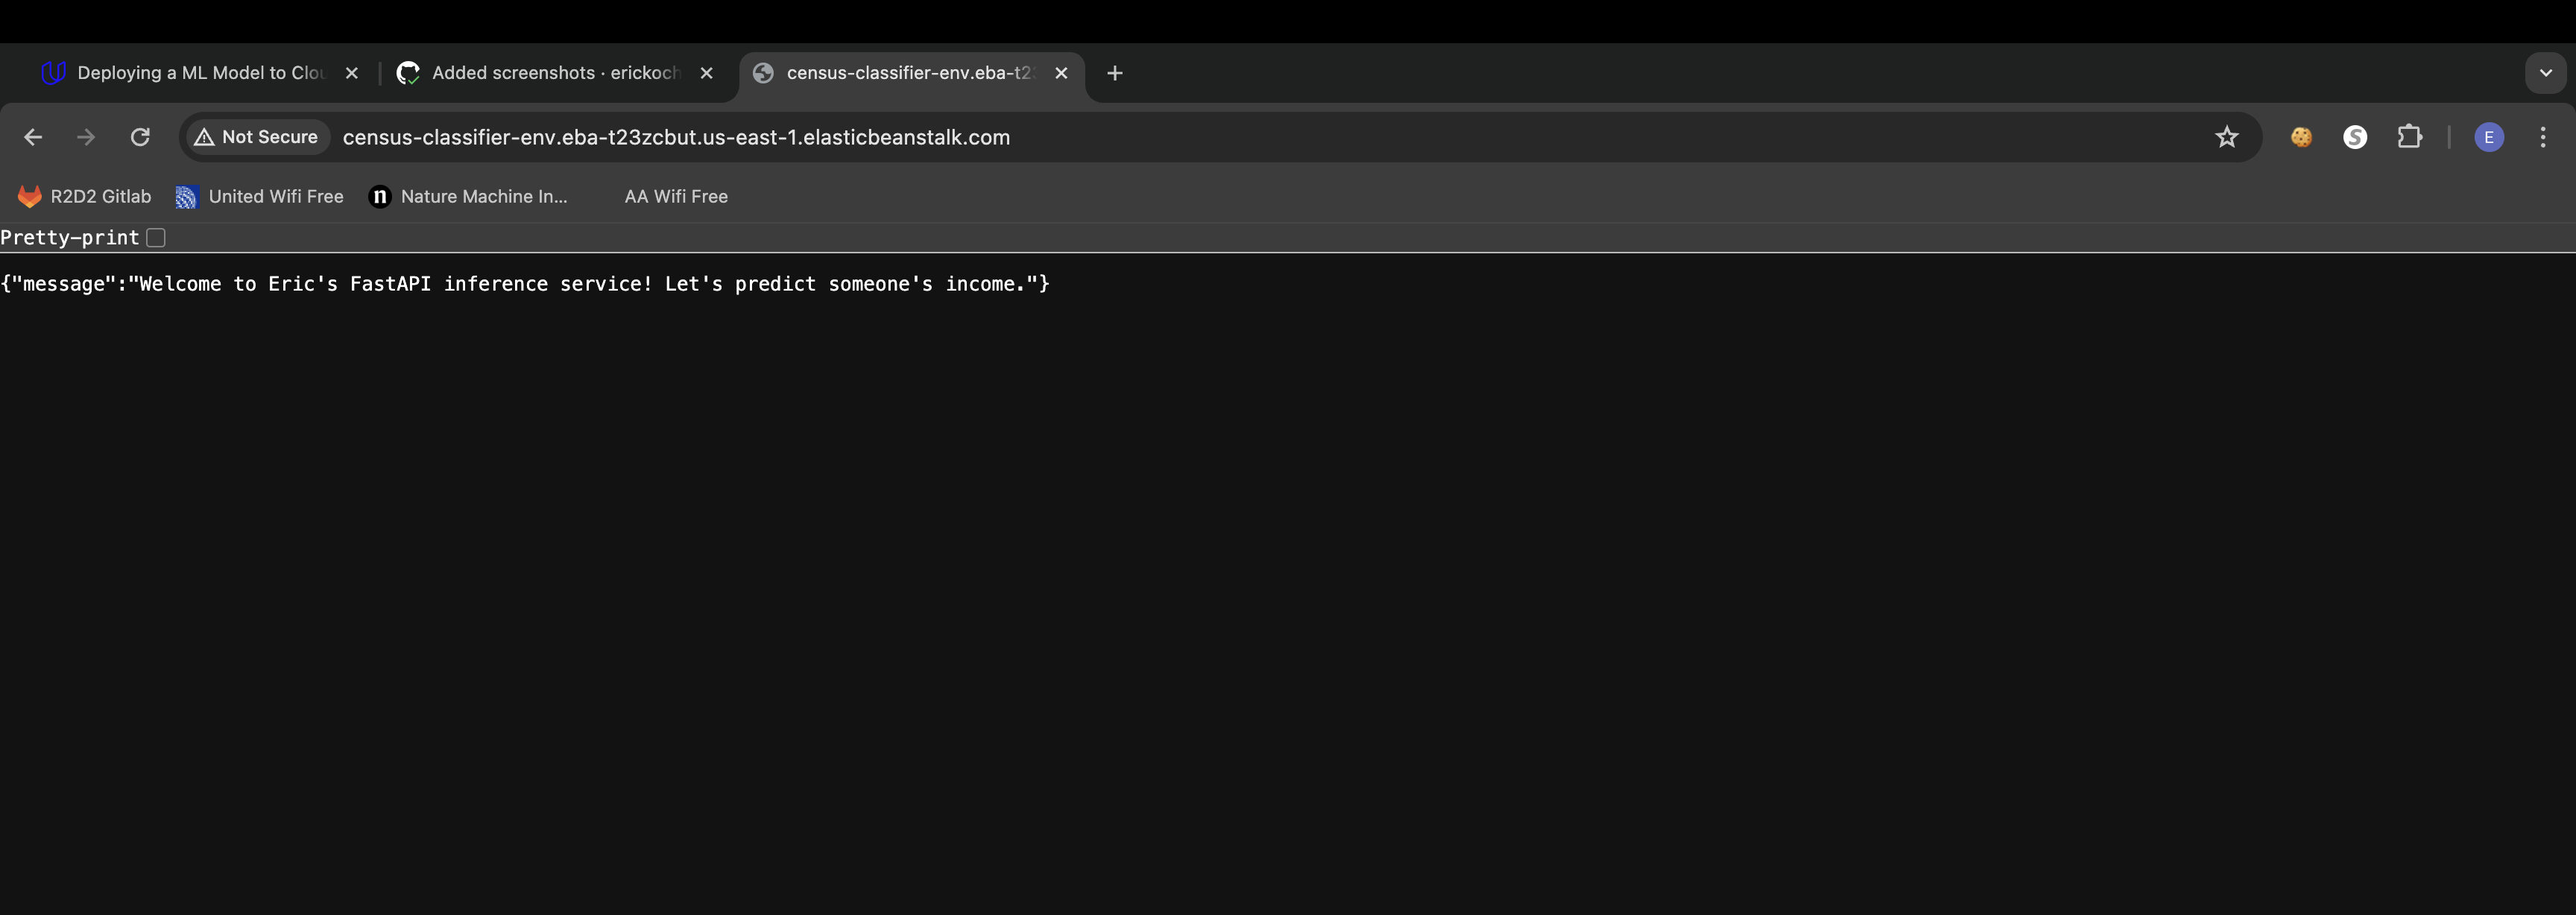 Deploying a ML Model to Clou
Added screenshots · erickoch
census-classifier-env.eba-t23
Not Secure census-classifier-env.eba-t23zcbut.us-east-1.elasticbeanstalk.com
E
R2D2 Gitlab United Wifi Free n Nature Machine In... AA Wifi Free
Pretty-print
{"message":"Welcome to Eric's FastAPI inference service! Let's predict someone's income."}